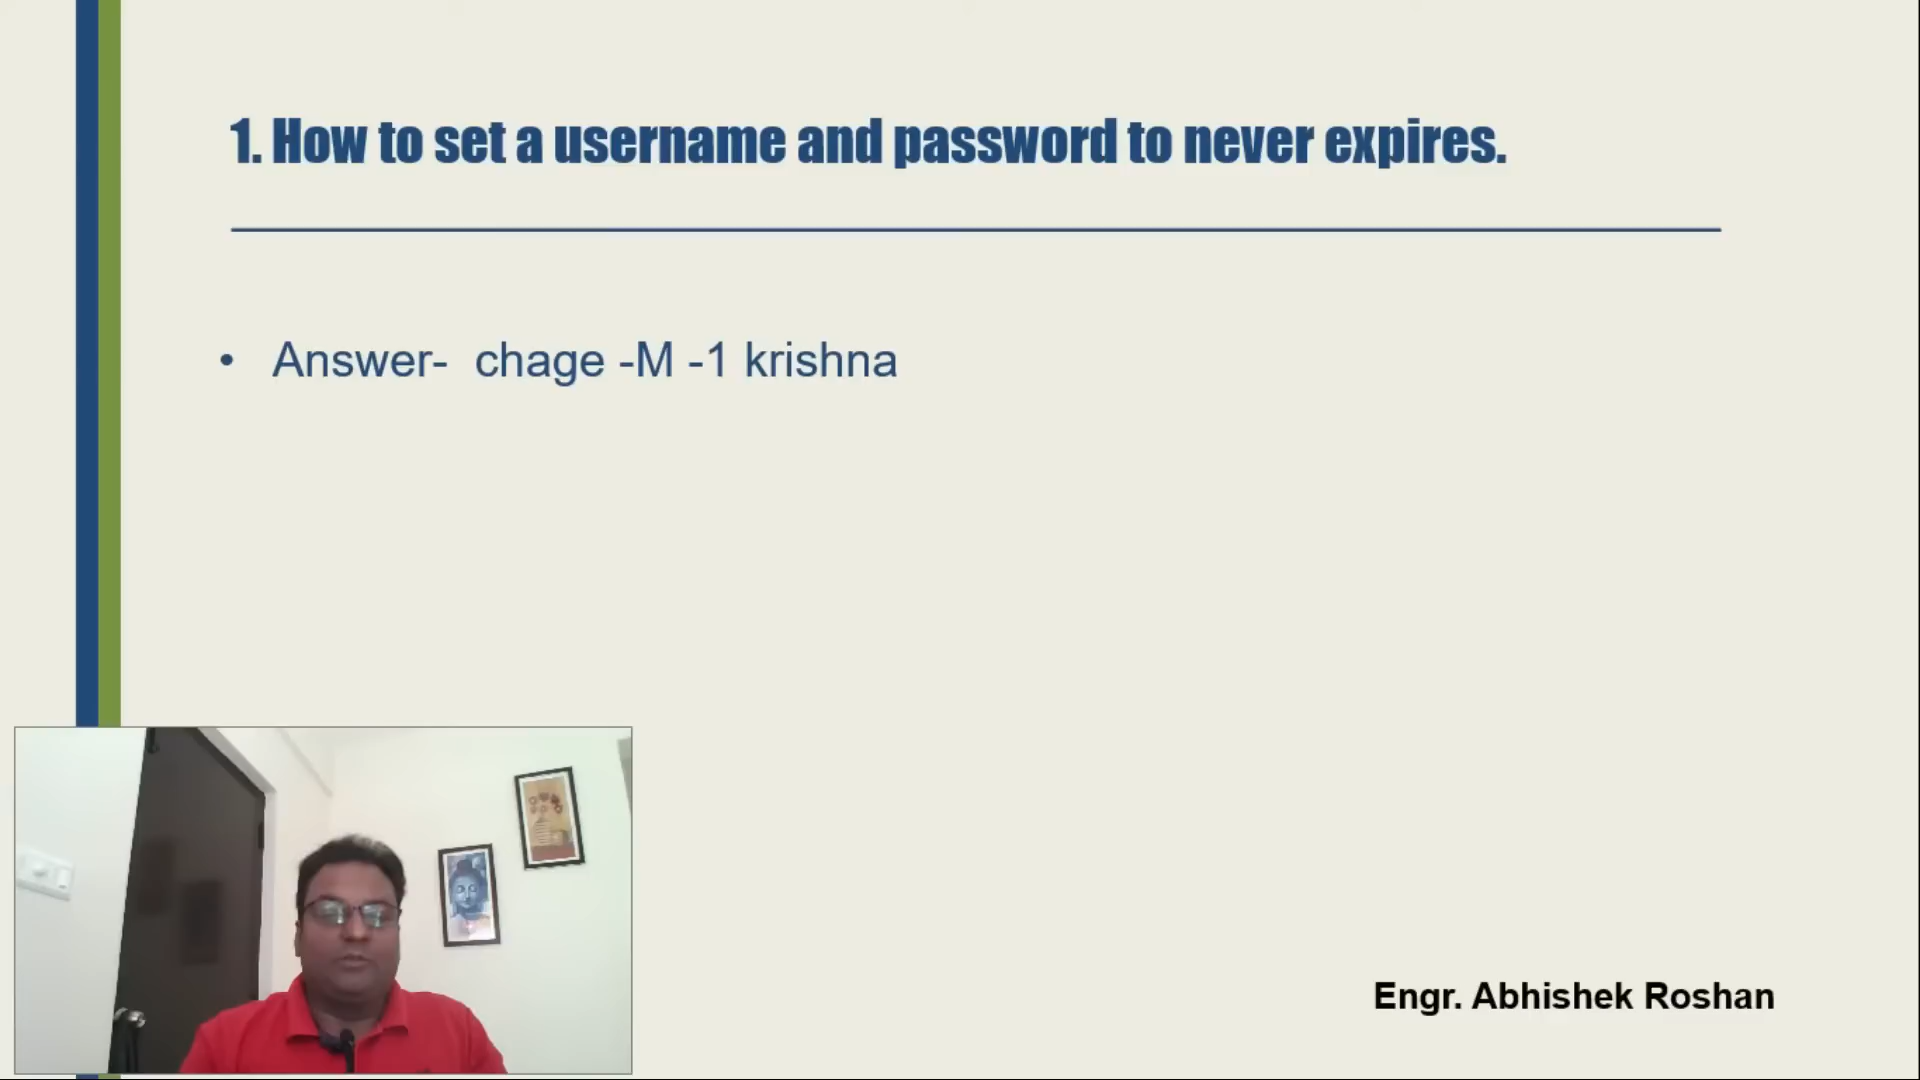 1. How to set a username and password to never expires.
• Answer- chage -M -1 krishna
Engr. Abhishek Roshan